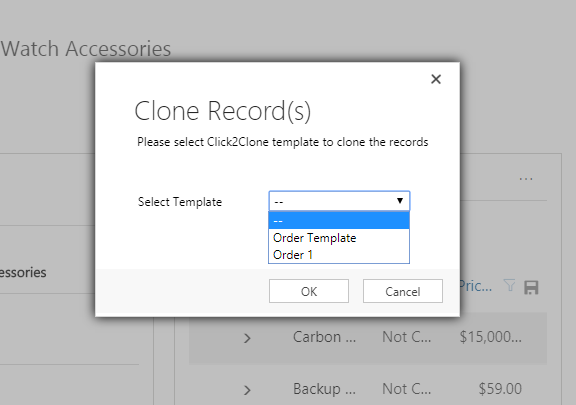 Watch Accessories
Clone Record(s)
Please select Click2Clone template to clone the records
Select Template
--
--
Order Template
Order 1
OK
Cancel
...
essories
Pric...
Carbon ... Not C... $15,000...
Backup ... Not C... $59.00